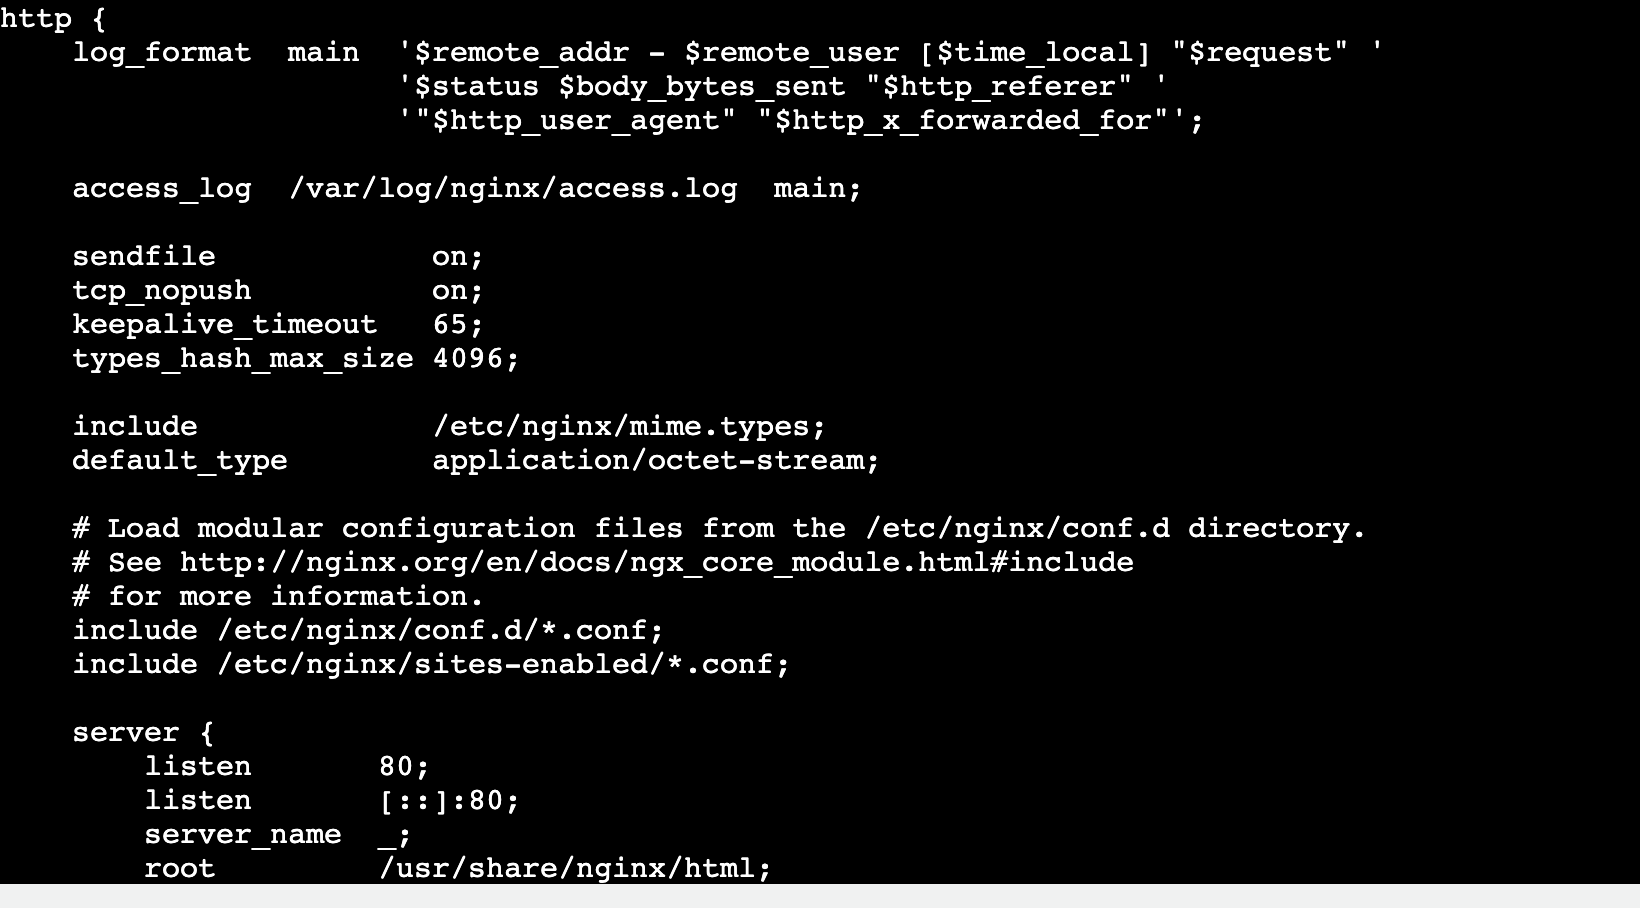 http {
    log_format  main  '$remote_addr - $remote_user [$time_local] "$request" '
                      '$status $body_bytes_sent "$http_referer" '
                      '"$http_user_agent" "$http_x_forwarded_for"';
    access_log  /var/log/nginx/access.log  main;
    sendfile            on;
    tcp_nopush          on;
    keepalive_timeout   65;
    types_hash_max_size 4096;
    include             /etc/nginx/mime.types;
    default_type        application/octet-stream;
    # Load modular configuration files from the /etc/nginx/conf.d directory.
    # See http://nginx.org/en/docs/ngx_core_module.html#include
    # for more information.
    include /etc/nginx/conf.d/*.conf;
    include /etc/nginx/sites-enabled/*.conf;
    server {
        listen       80;
        listen       [::]:80;
        server_name  _;
        root         /usr/share/nginx/html;